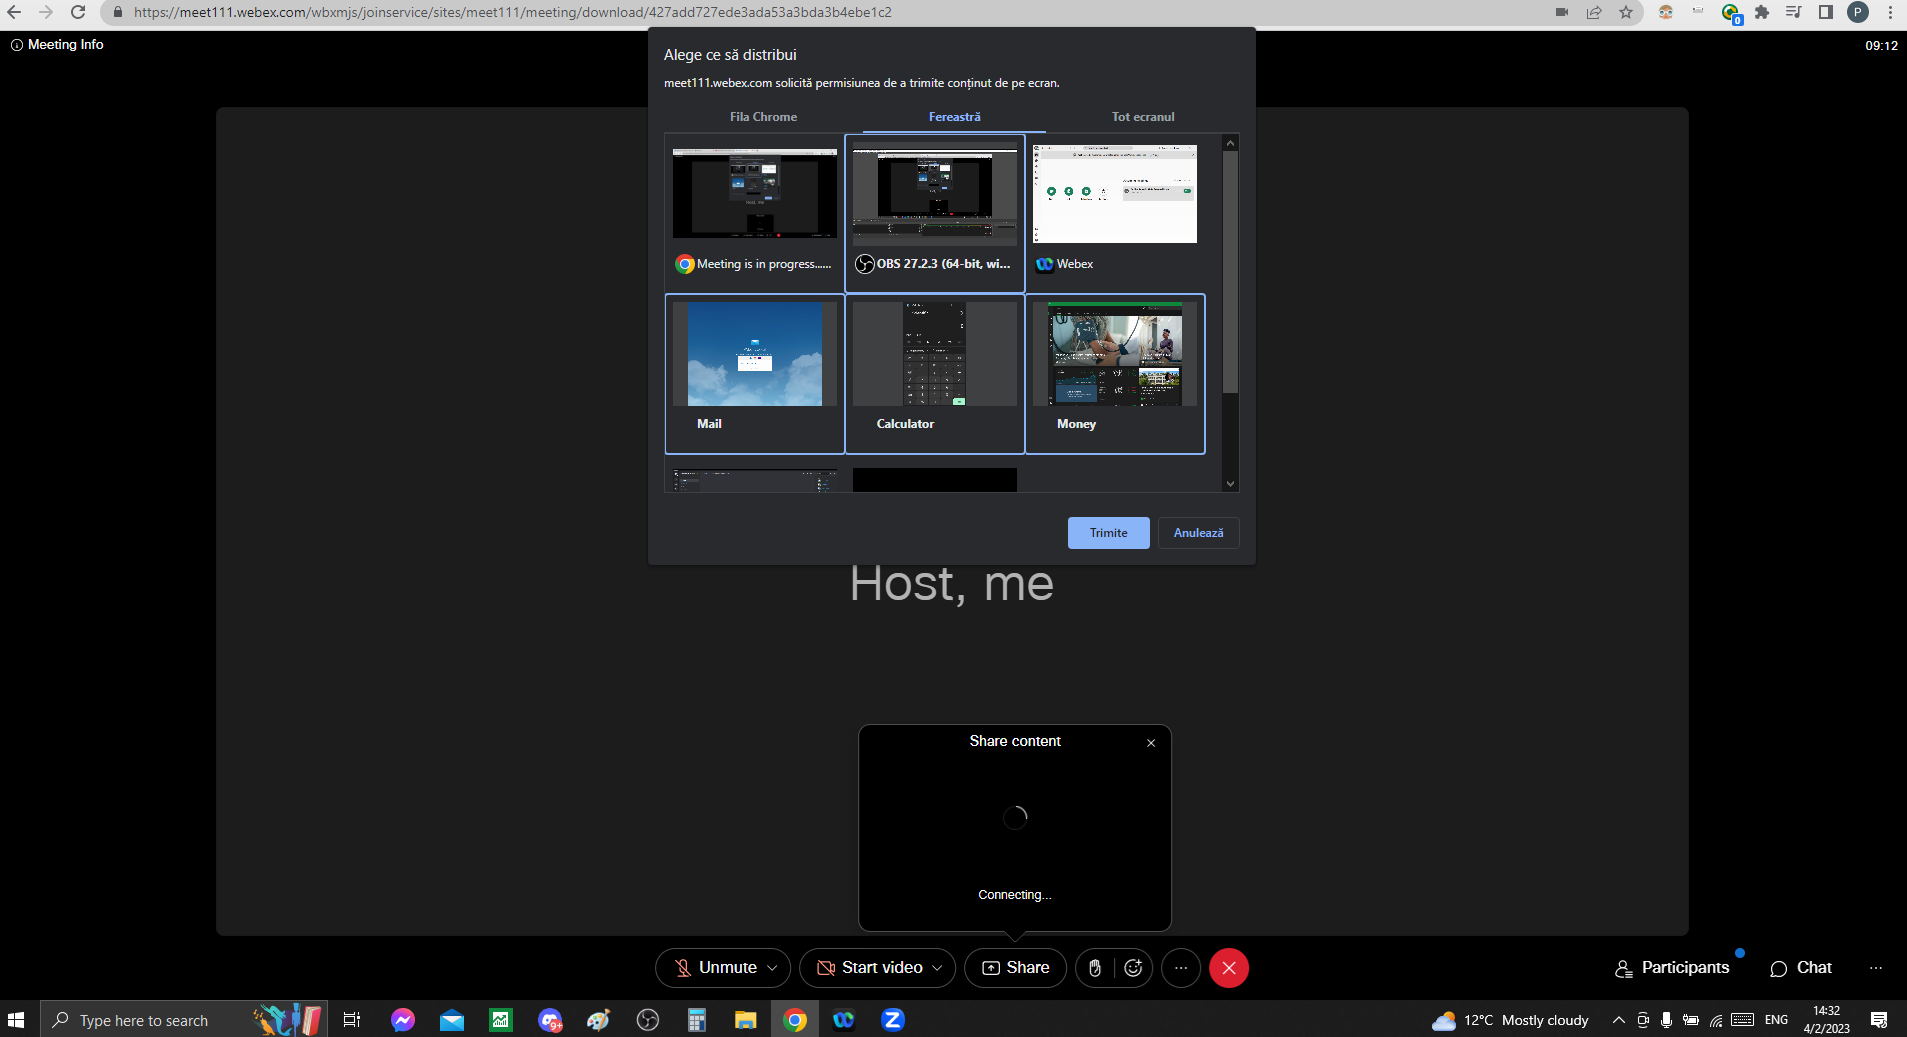 https://meet111.webex.com/wbxmjs/joinservice/sites/meet111/meeting/download/427add727ede3ada53a3bda3b4ebe1c2
0
P
Meeting Info
09:12
Alege ce să distribui
meet111.webex.com solicită permisiunea de a trimite conținut de pe ecran.
Fila Chrome
Fereastră
Tot ecranul
Meeting is in progress......
OBS 27.2.3 (64-bit, wi...
Webex
Mail
Calculator
Money
Trimite
Anulează
Host, me
Share content
Connecting...
Unmute
Start video
Share
Participants
Chat
Type here to search
9+
12°C Mostly cloudy
ENG
14:32
4/2/2023